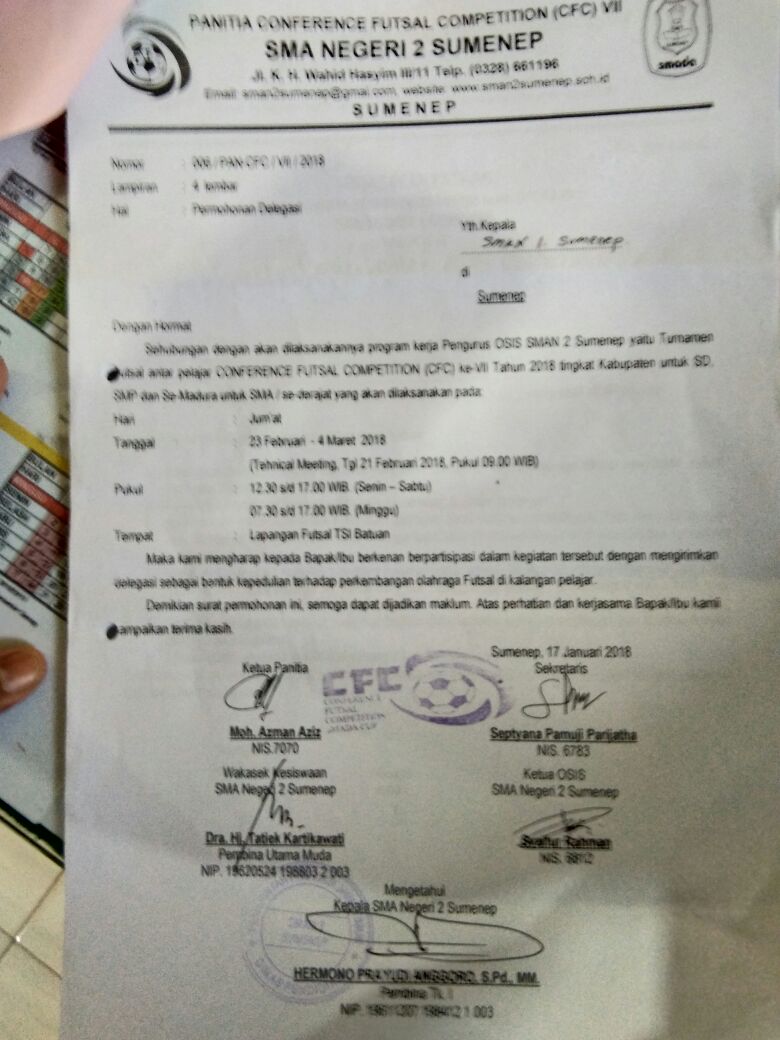 PANITIA CONFERENCE FUTSAL COMPETITION (CFC) VII
SMA NEGERI 2 SUMENEP
Jl. K. H. Wahid Hasyim III/11 Telp. (0328) 661196
Email: sman2sumenep@gmai.com, website: www.sman2sumenep.sch.id
SUMENEP
smada
Nomor : 008 / PAN-CFC / VII / 2018
Lampiran : 4 lembar
Hal : Permohonan Delegasi
Yth.Kepala
SMAN 1 Sumenep
di
Sumenep
Dengan Hormat
Sehubungan dengan akan dilaksanakannya program kerja Pengurus OSIS SMAN 2 Sumenep yaitu Turnamen
utsal antar pelajar CONFERENCE FUTSAL COMPETITION (CFC) ke-VII Tahun 2018 tingkat Kabupaten untuk SD,
SMP dan Se-Madura untuk SMA / se-derajat yang akan dilaksanakan pada:
Hari : Jum'at
Tanggal : 23 Februari - 4 Maret 2018
(Tehnical Meeting, Tgl 21 Februari 2018, Pukul 09.00 WIB)
Pukul : 12.30 s/d 17.00 WIB. (Senin – Sabtu)
07.30 s/d 17.00 WIB. (Minggu)
Tempat : Lapangan Futsal TSI Batuan
Maka kami mengharap kepada Bapak/Ibu berkenan berpartisipasi dalam kegiatan tersebut dengan mengirimkan
delegasi sebagai bentuk kepedulian terhadap perkembangan olahraga Futsal di kalangan pelajar.
Demikian surat permohonan ini, semoga dapat dijadikan maklum. Atas perhatian dan kerjasama Bapak/Ibu kami
ampaikan terima kasih.
Sumenep, 17 Januari 2018
Ketua Panitia
Sekretaris
CFC
CONFERENCE
FUTSAL
COMPETITION
SMADA CUP
Moh. Azman Aziz
NIS.7070
Septyana Pamuji Parijatha
NIS. 6783
Wakasek Kesiswaan
SMA Negeri 2 Sumenep
Ketua OSIS
SMA Negeri 2 Sumenep
Dra. Hj. Tatiek Kartikawati
Pembina Utama Muda
NIP. 19620524 198803 2 003
Rahman
NIS.
Mengetahui
Kepala SMA Negeri 2 Sumenep
HERMONO PRAYUDI ANGGORO, S.Pd., MM.
Pembina Tk. I
NIP. 1 003